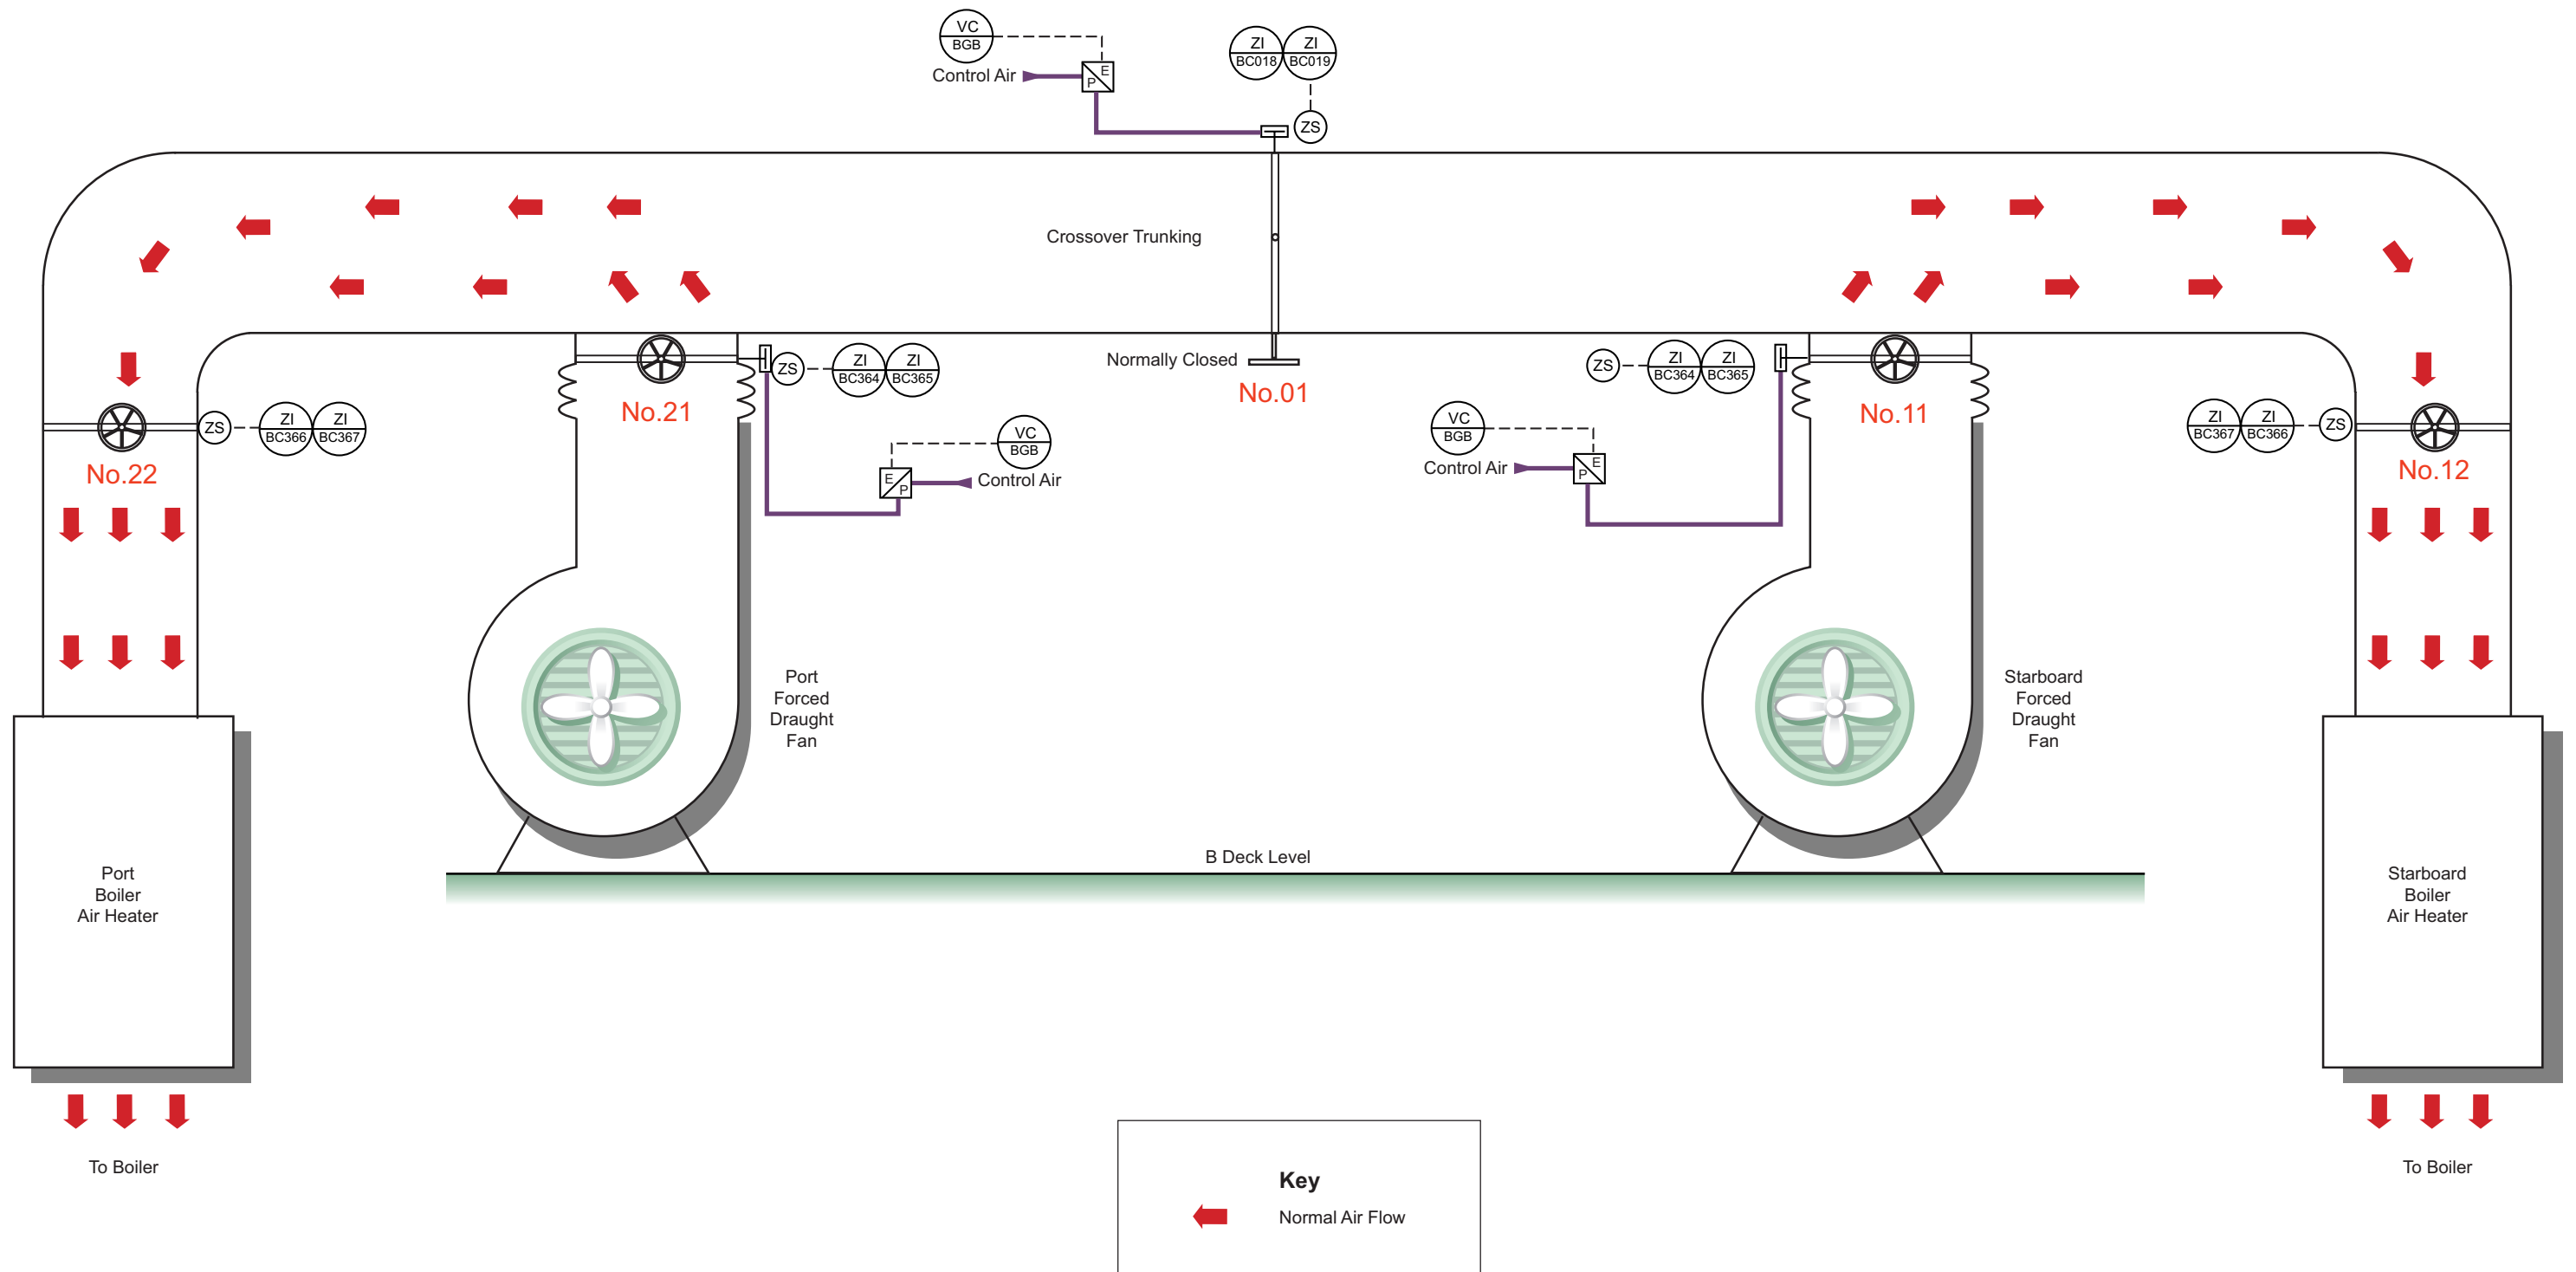 VC
BGB
Control Air
E
P
ZI
BC018
ZI
BC019
ZS
Crossover Trunking
Normally Closed
No.01
No.21
ZS
ZI
BC364
ZI
BC365
VC
BGB
E
P
Control Air
ZS
ZI
BC366
ZI
BC367
No.22
ZS
ZI
BC364
ZI
BC365
No.11
VC
BGB
Control Air
E
P
ZI
BC367
ZI
BC366
ZS
No.12
Port
Forced
Draught
Fan
Starboard
Forced
Draught
Fan
B Deck Level
Port
Boiler
Air Heater
Starboard
Boiler
Air Heater
To Boiler
To Boiler
Key
Normal Air Flow